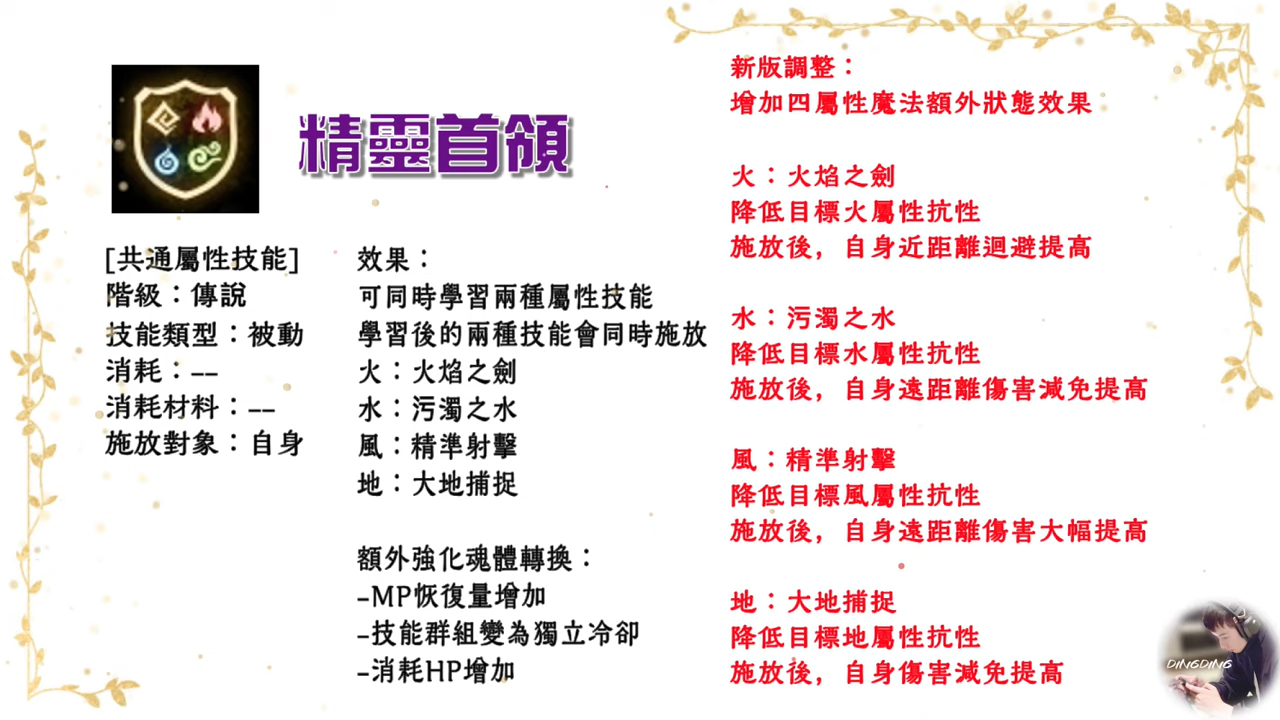 精靈首領
[共通屬性技能]
階級：傳說
技能類型：被動
消耗：--
消耗材料：--
施放對象：自身
效果：
可同時學習兩種屬性技能
學習後的兩種技能會同時施放
火：火焰之劍
水：污濁之水
風：精準射擊
地：大地捕捉
額外強化魂體轉換：
-MP恢復量增加
-技能群組變為獨立冷卻
-消耗HP增加
新版調整：
增加四屬性魔法額外狀態效果
火：火焰之劍
降低目標火屬性抗性
施放後，自身近距離迴避提高
水：污濁之水
降低目標水屬性抗性
施放後，自身遠距離傷害減免提高
風：精準射擊
降低目標風屬性抗性
施放後，自身遠距離傷害大幅提高
地：大地捕捉
降低目標地屬性抗性
施放後，自身傷害減免提高
DINGDING